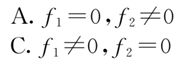 A. f₁=0, f₂≠0
C. f₁≠0, f₂=0